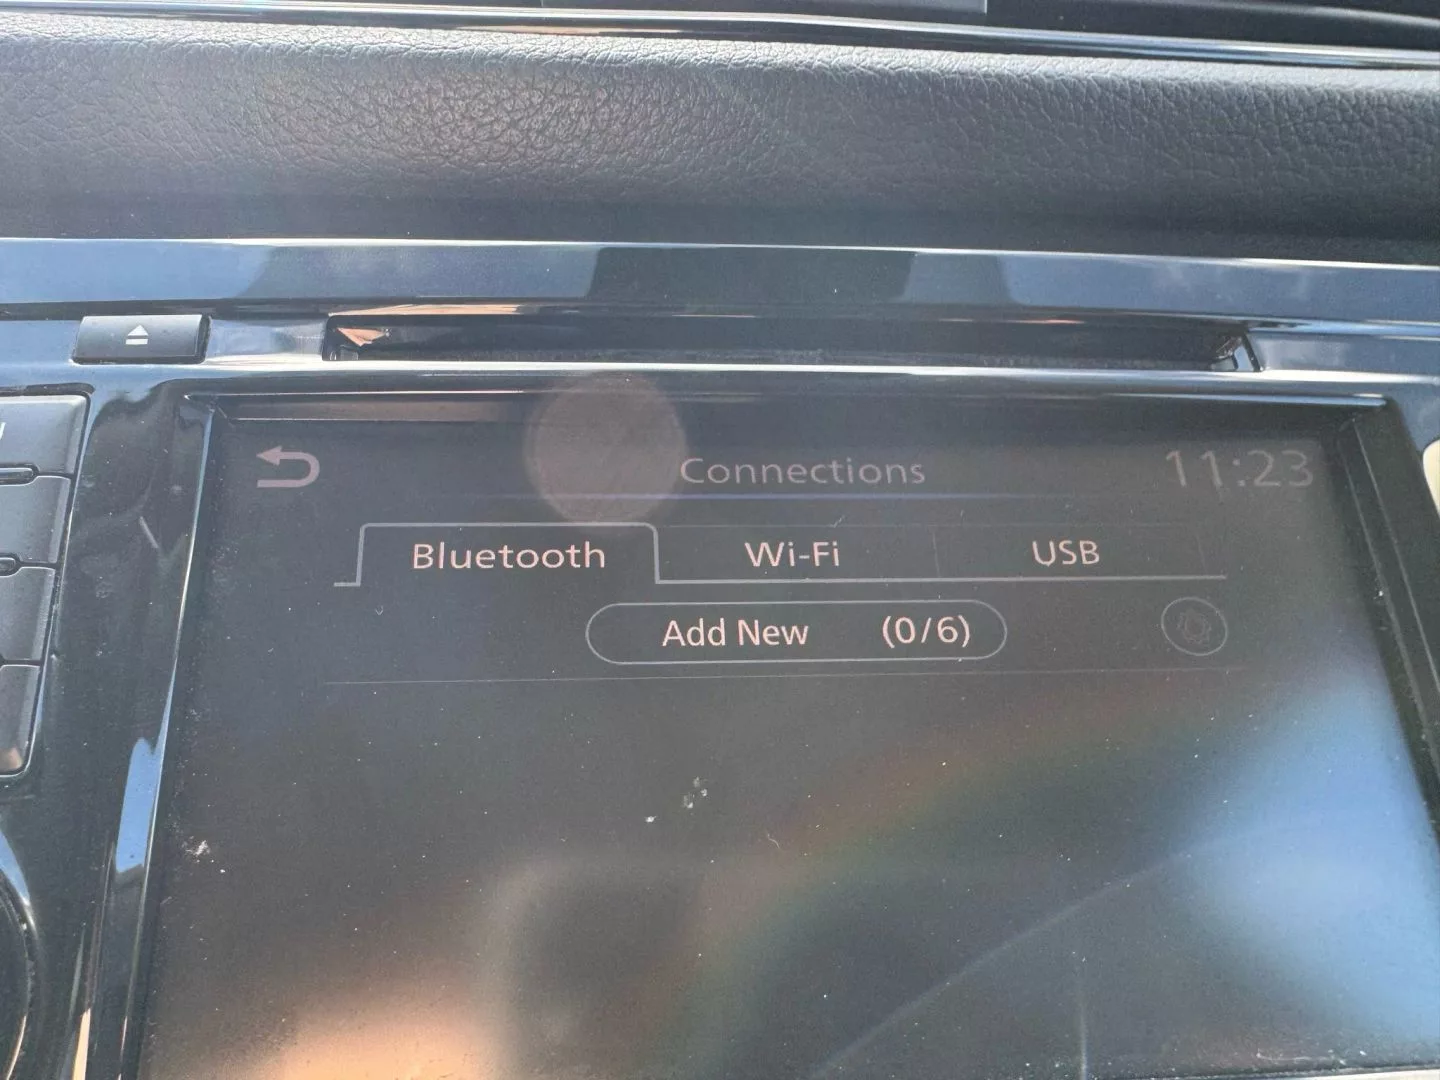 Connections 11:23
Bluetooth Wi-Fi USB
Add New (0/6)